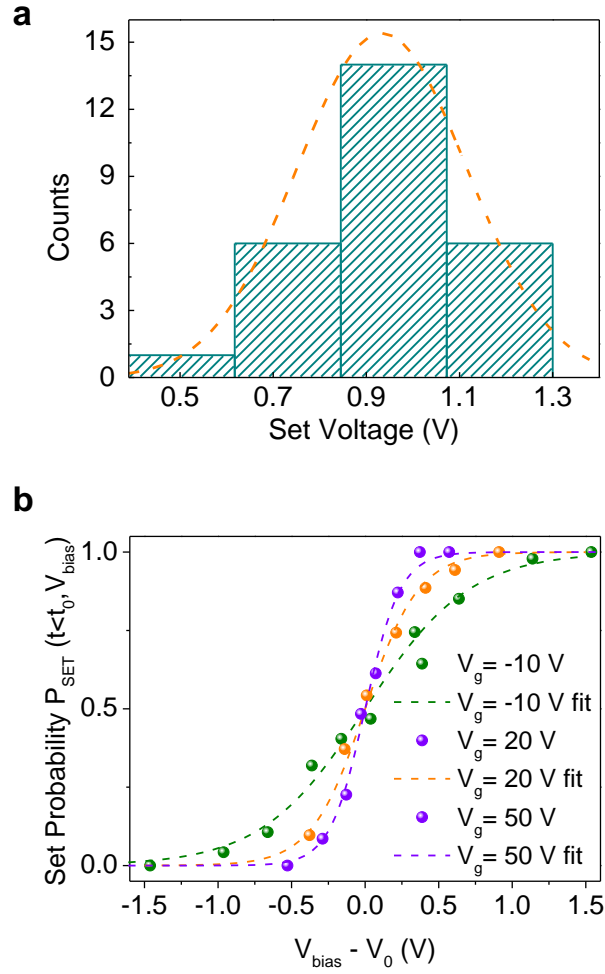 a
15
12
9
6
3
0
Counts
0.5 0.7 0.9 1.1 1.3
Set Voltage (V)
b
Set Probability P_SET (t<t_0, V_bias)
1.0
0.5
0.0
V_g= -10 V
V_g= -10 V fit
V_g= 20 V
V_g= 20 V fit
V_g= 50 V
V_g= 50 V fit
-1.5 -1.0 -0.5 0.0 0.5 1.0 1.5
V_bias - V_0 (V)